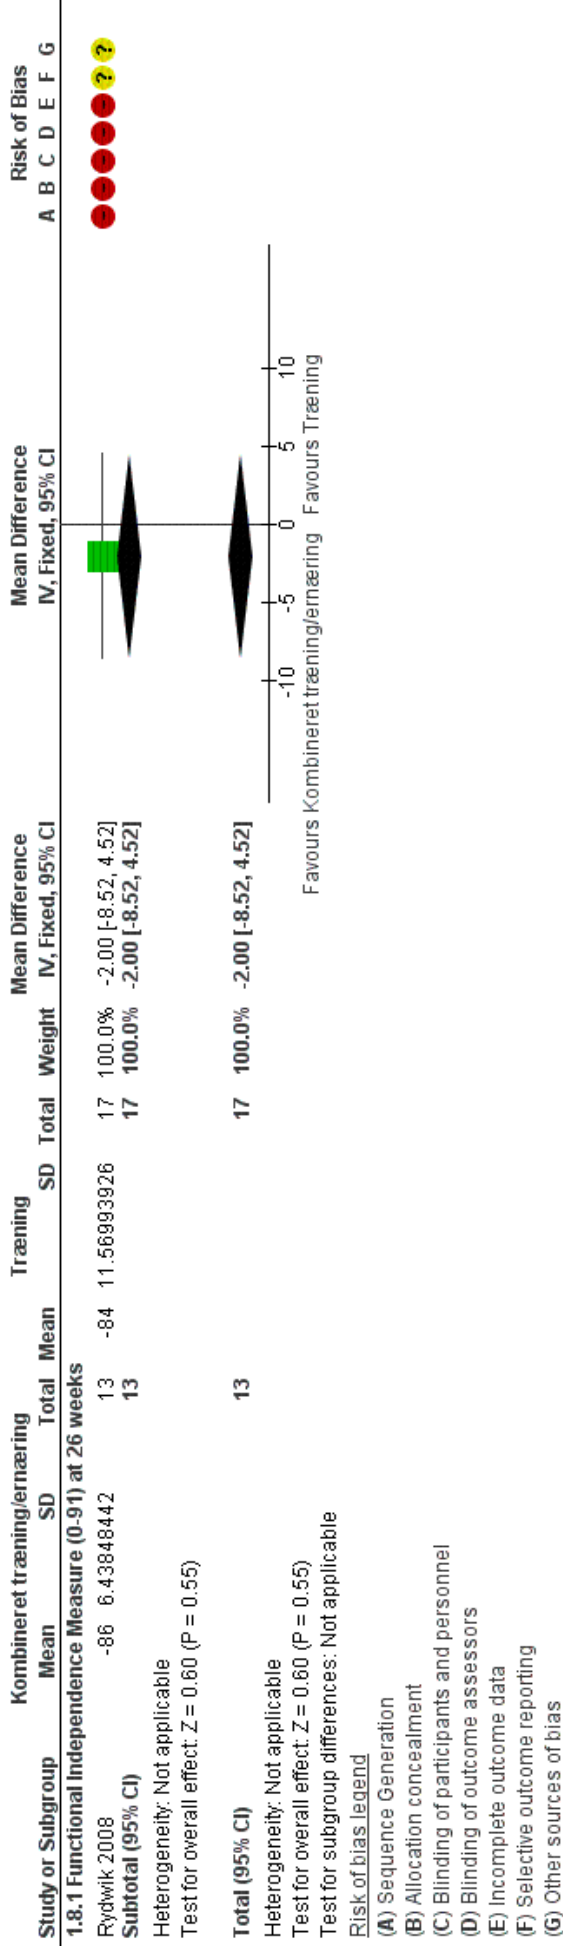 Kombineret træning/ernæring Træning Mean Difference Mean Difference Risk of Bias
Study or Subgroup Mean SD Total Mean SD Total Weight IV, Fixed, 95% CI IV, Fixed, 95% CI A B C D E F G
1.8.1 Functional Independence Measure (0-91) at 26 weeks
Rydwik 2008 -86 6.43848442 13 -84 11.56993926 17 100.0% -2.00 [-8.52, 4.52] - - - - - ? ?
Subtotal (95% CI) 13 17 100.0% -2.00 [-8.52, 4.52]
Heterogeneity: Not applicable
Test for overall effect: Z = 0.60 (P = 0.55)
Total (95% CI) 13 17 100.0% -2.00 [-8.52, 4.52]
Heterogeneity: Not applicable
Test for overall effect: Z = 0.60 (P = 0.55)
Test for subgroup differences: Not applicable
-10 -5 0 5 10
Favours Kombineret træning/ernæring Favours Træning
Risk of bias legend
(A) Sequence Generation
(B) Allocation concealment
(C) Blinding of participants and personnel
(D) Blinding of outcome assessors
(E) Incomplete outcome data
(F) Selective outcome reporting
(G) Other sources of bias